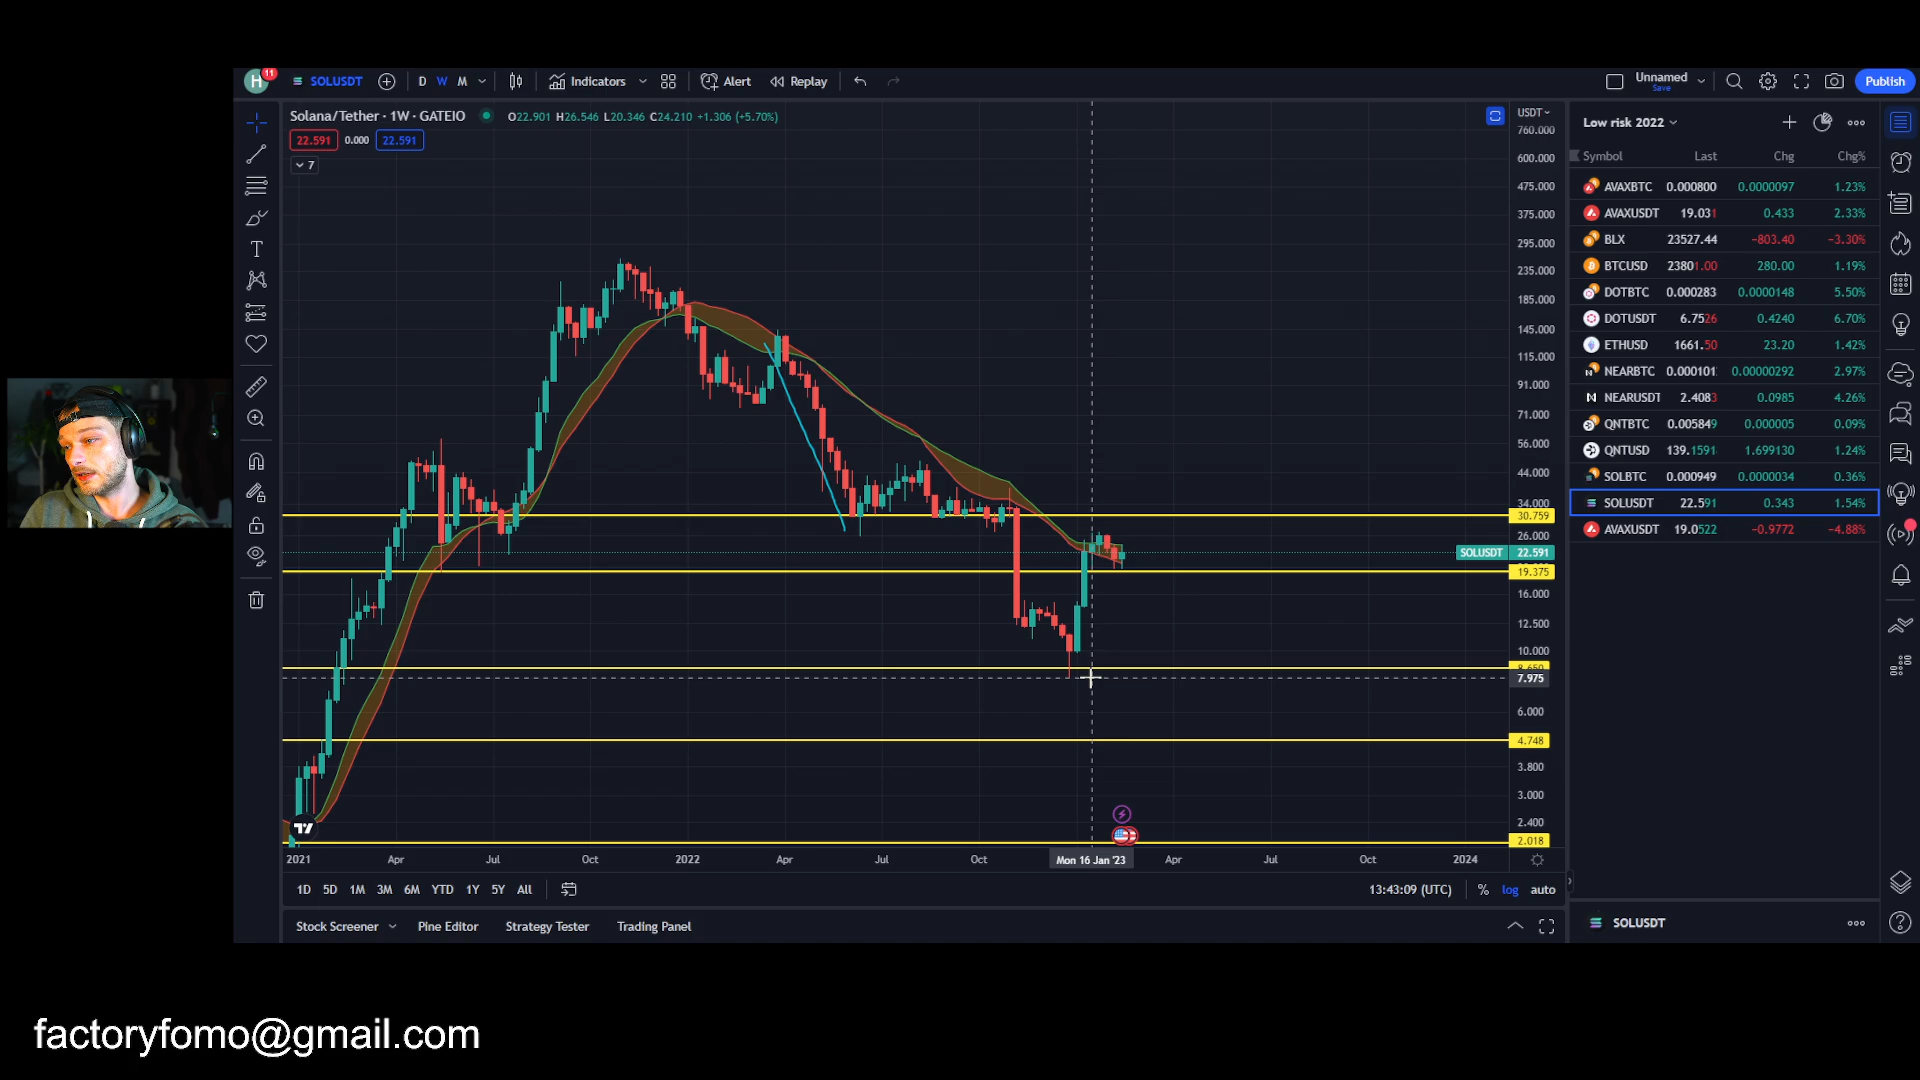 H 11 SOLUSDT D W M Indicators Alert Replay Unnamed Save Publish
Solana/Tether · 1W · GATEIO O22.901 H26.546 L20.346 C24.210 +1.306 (+5.70%)
22.591 0.000 22.591
7
USDT
760.000
600.000
475.000
375.000
295.000
235.000
185.000
145.000
115.000
91.000
71.000
56.000
44.000
34.000
30.759
26.000
SOLUSDT 22.591
19.375
16.000
12.500
10.000
8.650
7.975
6.000
4.748
3.800
3.000
2.400
2.018
2021 Apr Jul Oct 2022 Apr Jul Oct Mon 16 Jan '23 Apr Jul Oct 2024
1D 5D 1M 3M 6M YTD 1Y 5Y All 13:43:09 (UTC) % log auto
Stock Screener Pine Editor Strategy Tester Trading Panel
Low risk 2022
Symbol Last Chg Chg%
AVAXBTC 0.000800 0.0000097 1.23%
AVAXUSDT 19.031 0.433 2.33%
BLX 23527.44 −803.40 −3.30%
BTCUSD 23801.00 280.00 1.19%
DOTBTC 0.000283 0.0000148 5.50%
DOTUSDT 6.7526 0.4240 6.70%
ETHUSD 1661.50 23.20 1.42%
NEARBTC 0.000101 0.00000292 2.97%
NEARUSDT 2.4083 0.0985 4.26%
QNTBTC 0.005849 0.000005 0.09%
QNTUSD 139.1591 1.699130 1.24%
SOLBTC 0.000949 0.0000034 0.36%
SOLUSDT 22.591 0.343 1.54%
AVAXUSDT 19.0522 −0.9772 −4.88%
SOLUSDT
factoryfomo@gmail.com